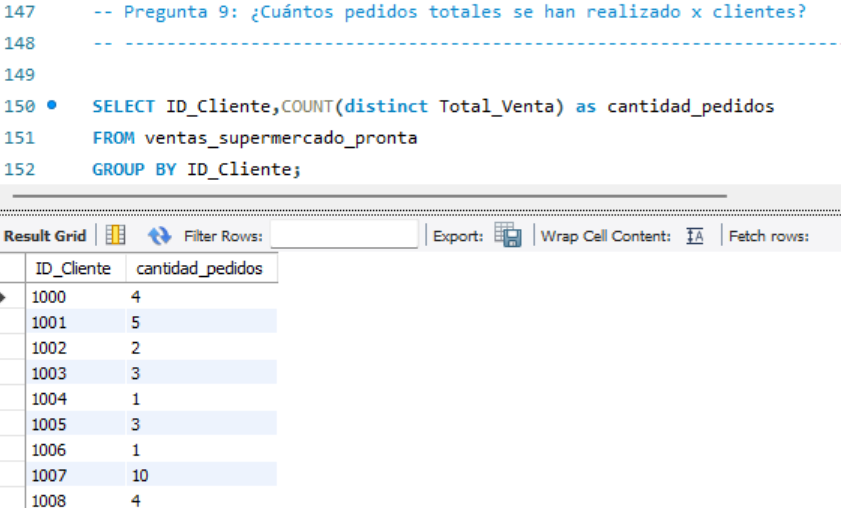 147 -- Pregunta 9: ¿Cuántos pedidos totales se han realizado x clientes?
148 -- ----------------------------------------------------------------------
149
150 SELECT ID_Cliente,COUNT(distinct Total_Venta) as cantidad_pedidos
151 FROM ventas_supermercado_pronta
152 GROUP BY ID_Cliente;
Result Grid Filter Rows: Export: Wrap Cell Content: IA Fetch rows:
ID_Cliente cantidad_pedidos
1000 4
1001 5
1002 2
1003 3
1004 1
1005 3
1006 1
1007 10
1008 4